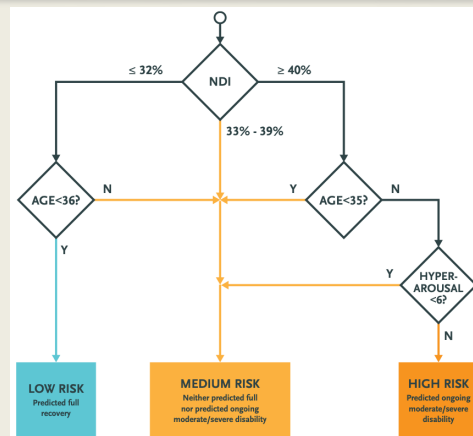 ≤ 32%
NDI
≥ 40%
33% - 39%
AGE<36?
N
Y
AGE<35?
N
Y
Y
HYPER-
AROUSAL
<6?
N
LOW RISK
Predicted full
recovery
MEDIUM RISK
Neither predicted full
nor predicted ongoing
moderate/severe disability
HIGH RISK
Predicted ongoing
moderate/severe
disability